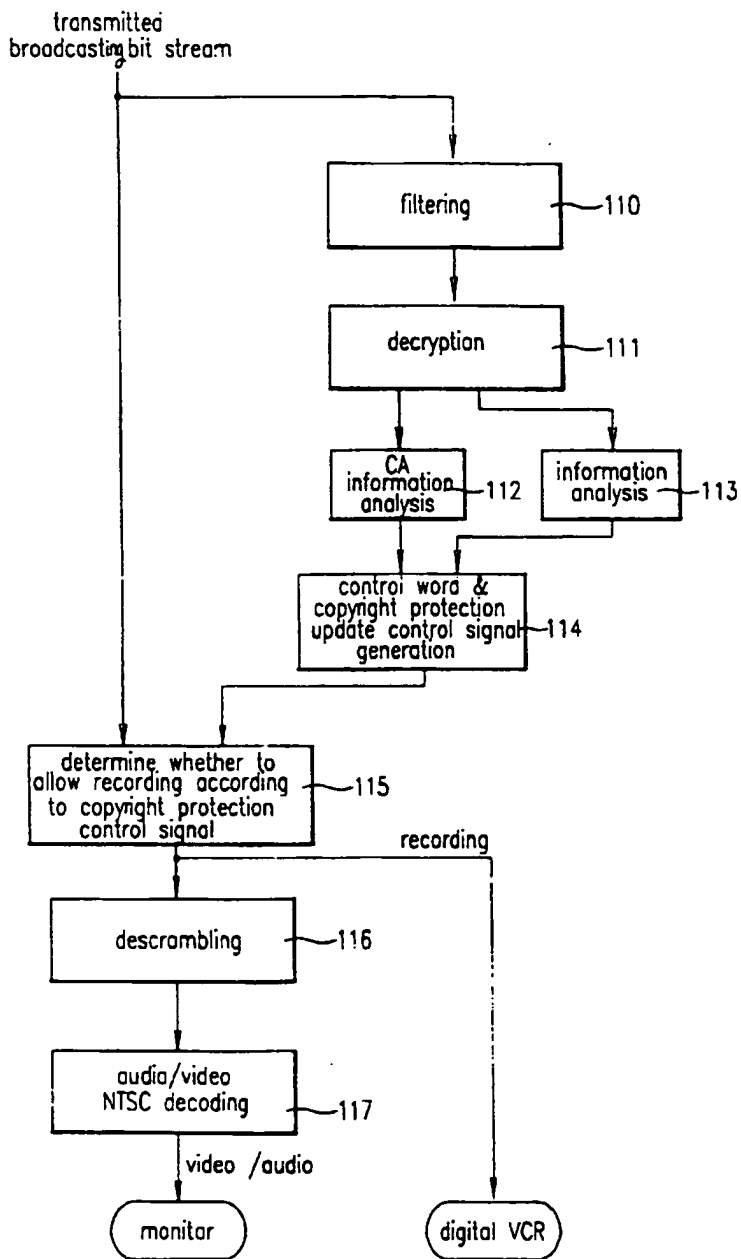 transmitted
broadcasting bit stream
filtering
110
decryption
111
CA
information
analysis
112
information
analysis
113
control word &
copyright protection
update control signal
generation
114
determine whether to
allow recording according
to copyright protection
control signal
115
recording
descrambling
116
audio/video
NTSC decoding
117
video /audio
monitar
digital VCR